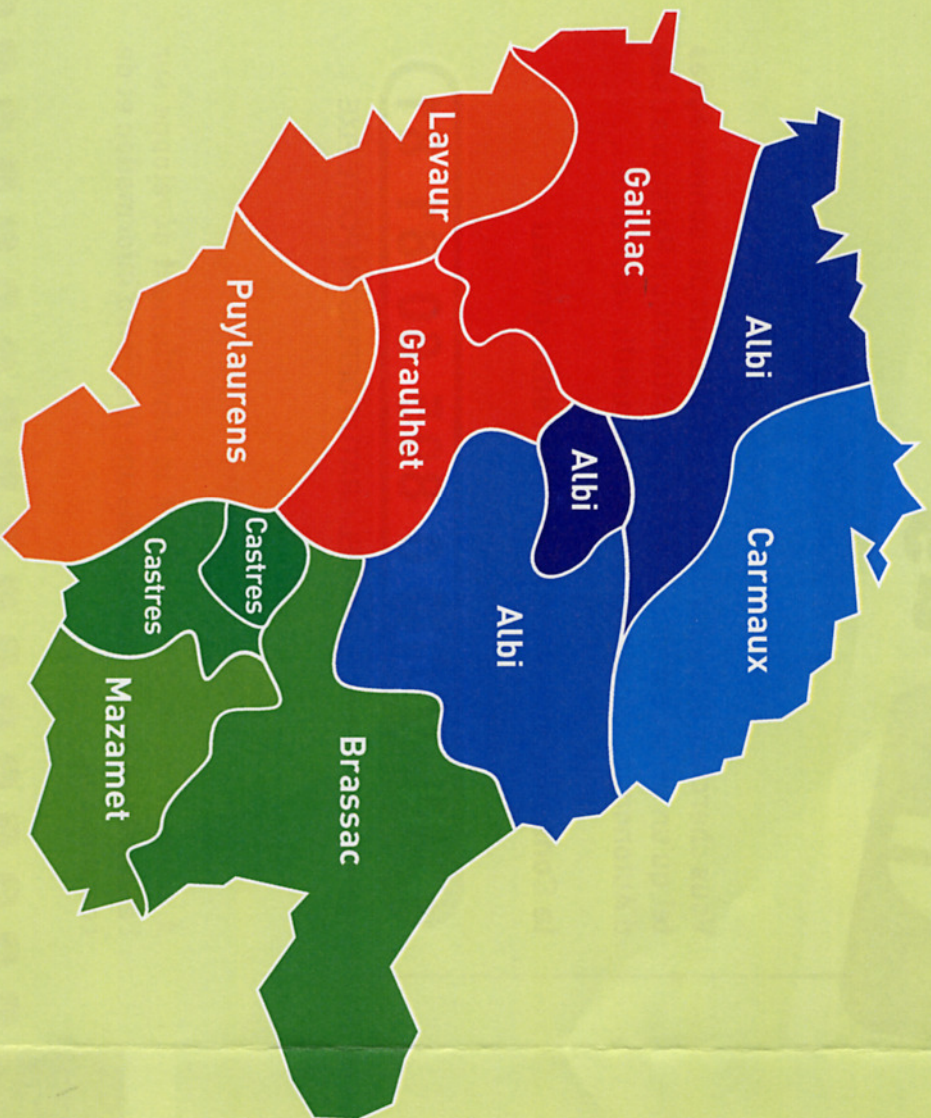 Albi
Carmaux
Gaillac
Albi
Albi
Lavaur
Graulhet
Brassac
Puylaurens
Castres
Castres
Mazamet